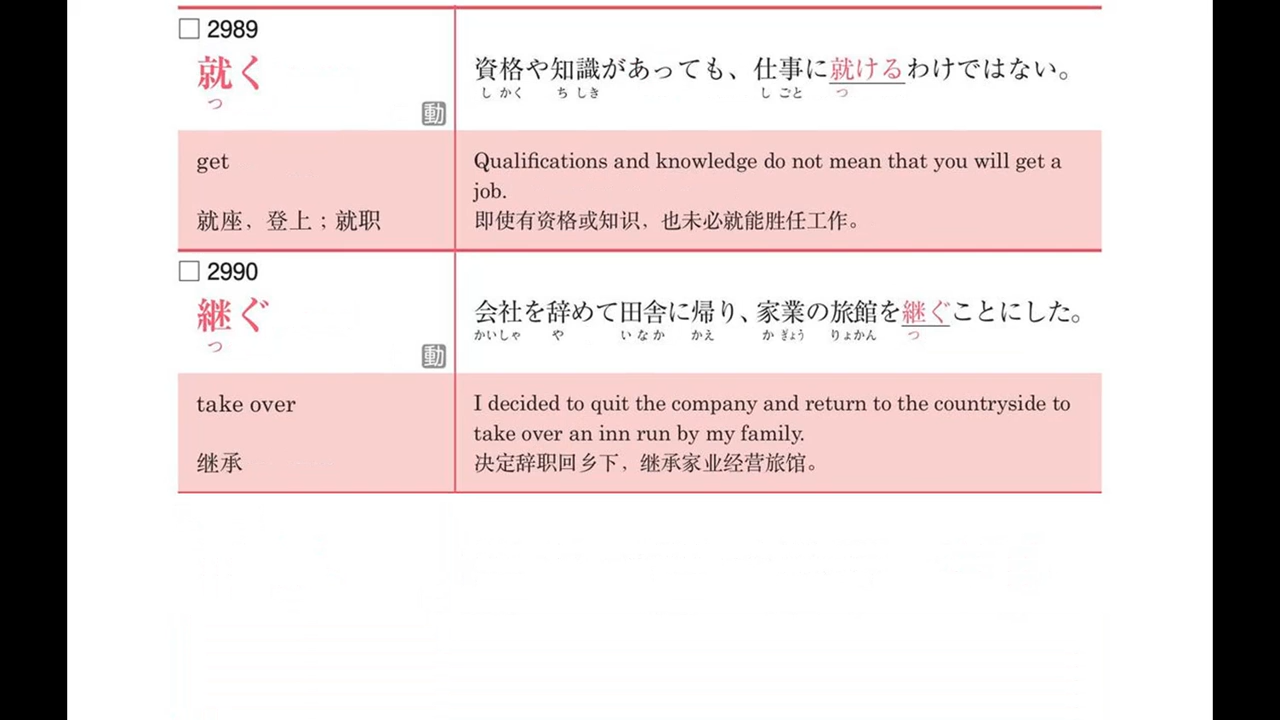 2989
就く
つ
動
資格や知識があっても、仕事に就けるわけではない。
し かく ち しき し ごと つ
get
就座，登上；就职
Qualifications and knowledge do not mean that you will get a
job.
即使有资格或知识，也未必就能胜任工作。
2990
継ぐ
つ
動
会社を辞めて田舎に帰り、家業の旅館を継ぐことにした。
かいしゃ や い な か かえ か ぎょう りょかん つ
take over
继承
I decided to quit the company and return to the countryside to
take over an inn run by my family.
决定辞职回乡下，继承家业经营旅馆。